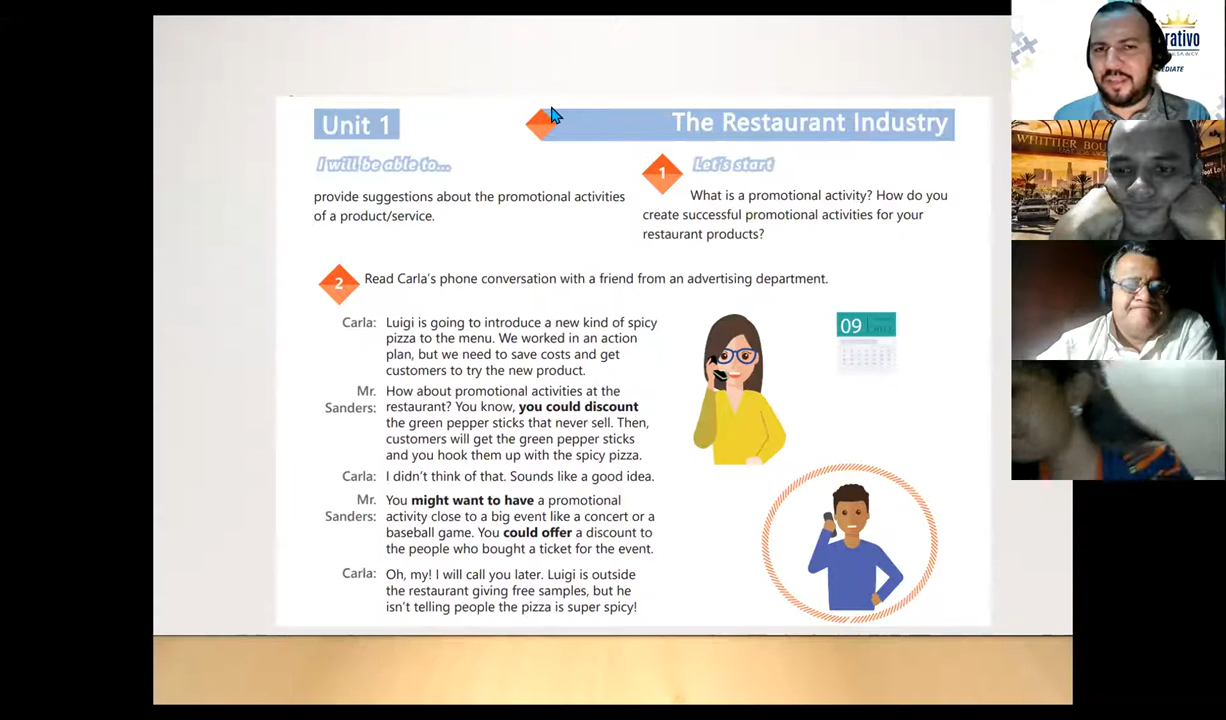 Unit 1
The Restaurant Industry
I will be able to...
provide suggestions about the promotional activities
of a product/service.
1
Let's start
What is a promotional activity? How do you
create successful promotional activities for your
restaurant products?
2
Read Carla's phone conversation with a friend from an advertising department.
Carla: Luigi is going to introduce a new kind of spicy
pizza to the menu. We worked in an action
plan, but we need to save costs and get
customers to try the new product.
Mr. How about promotional activities at the
Sanders: restaurant? You know, you could discount
the green pepper sticks that never sell. Then,
customers will get the green pepper sticks
and you hook them up with the spicy pizza.
Carla: I didn't think of that. Sounds like a good idea.
Mr. You might want to have a promotional
Sanders: activity close to a big event like a concert or a
baseball game. You could offer a discount to
the people who bought a ticket for the event.
Carla: Oh, my! I will call you later. Luigi is outside
the restaurant giving free samples, but he
isn't telling people the pizza is super spicy!
09
rativo
S.A. de C.V.
EDIATE
WHITTIER BOU